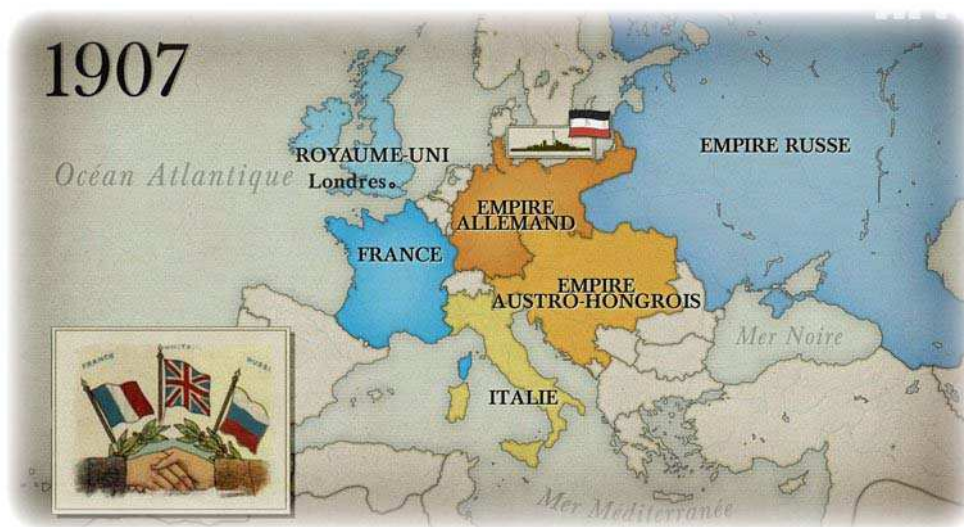 1907
ROYAUME-UNI
Océan Atlantique
Londres
EMPIRE RUSSE
EMPIRE
ALLEMAND
FRANCE
EMPIRE
AUSTRO-HONGROIS
Mer Noire
FRANCE
ITALIE
Mer Méditerranée